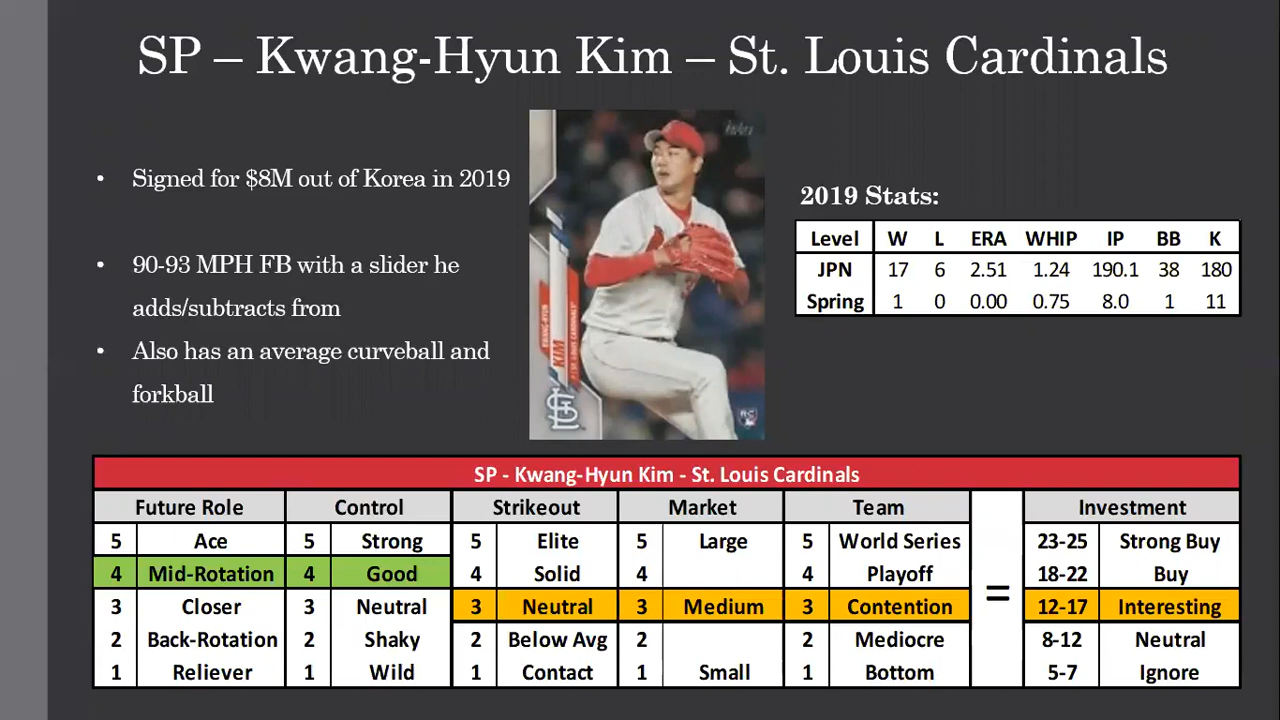 SP – Kwang-Hyun Kim – St. Louis Cardinals
• Signed for $8M out of Korea in 2019
• 90-93 MPH FB with a slider he
adds/subtracts from
• Also has an average curveball and
forkball
KWANG-HYUN
KIM
ST. LOUIS CARDINALS
RC
2019 Stats:
Level W L ERA WHIP IP BB K
JPN 17 6 2.51 1.24 190.1 38 180
Spring 1 0 0.00 0.75 8.0 1 11
SP - Kwang-Hyun Kim - St. Louis Cardinals
Future Role Control Strikeout Market Team Investment
5 Ace 5 Strong 5 Elite 5 Large 5 World Series 23-25 Strong Buy
4 Mid-Rotation 4 Good 4 Solid 4 4 Playoff 18-22 Buy
3 Closer 3 Neutral 3 Neutral 3 Medium 3 Contention = 12-17 Interesting
2 Back-Rotation 2 Shaky 2 Below Avg 2 2 Mediocre 8-12 Neutral
1 Reliever 1 Wild 1 Contact 1 Small 1 Bottom 5-7 Ignore